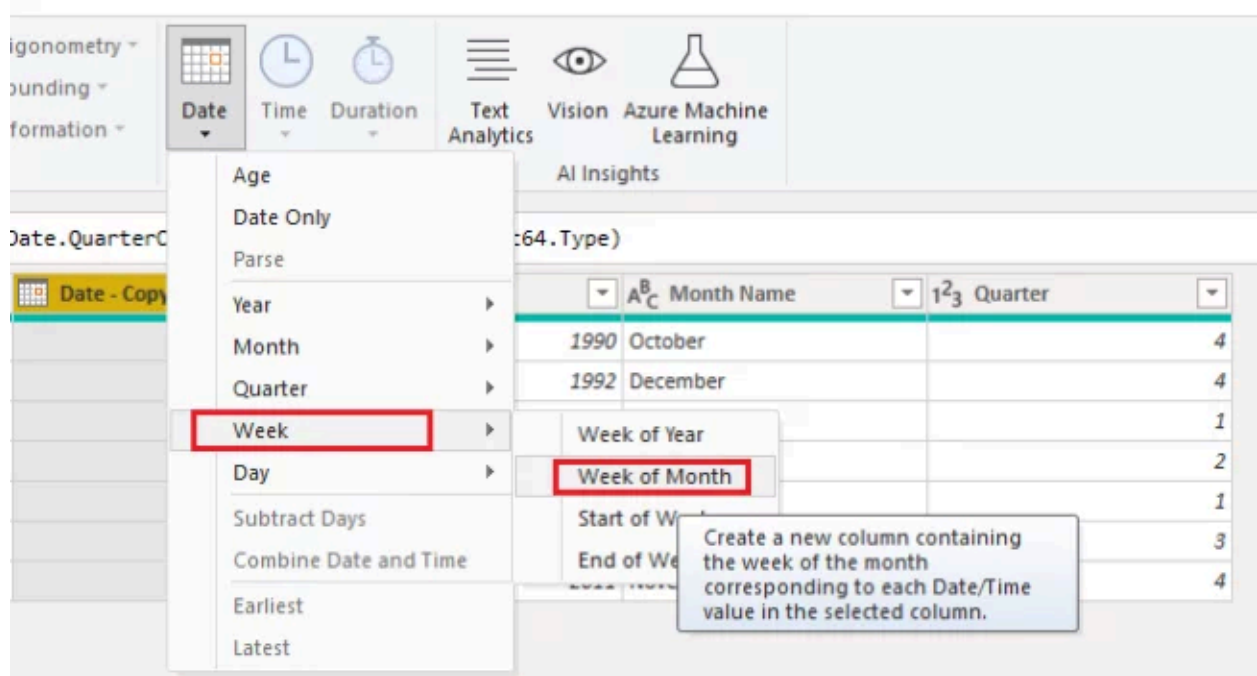 igonometry
ounding
formation
Date
Time
Duration
Text
Analytics
Vision
Azure Machine
Learning
AI Insights
Age
Date Only
Parse
Year
Month
Quarter
Week
Day
Subtract Days
Combine Date and Time
Earliest
Latest
Week of Year
Week of Month
Start of W
End of We
Create a new column containing
the week of the month
corresponding to each Date/Time
value in the selected column.
Date.QuarterO
t64.Type)
Date - Copy
ABC Month Name
123 Quarter
1990 October 4
1992 December 4
1
2
1
3
4